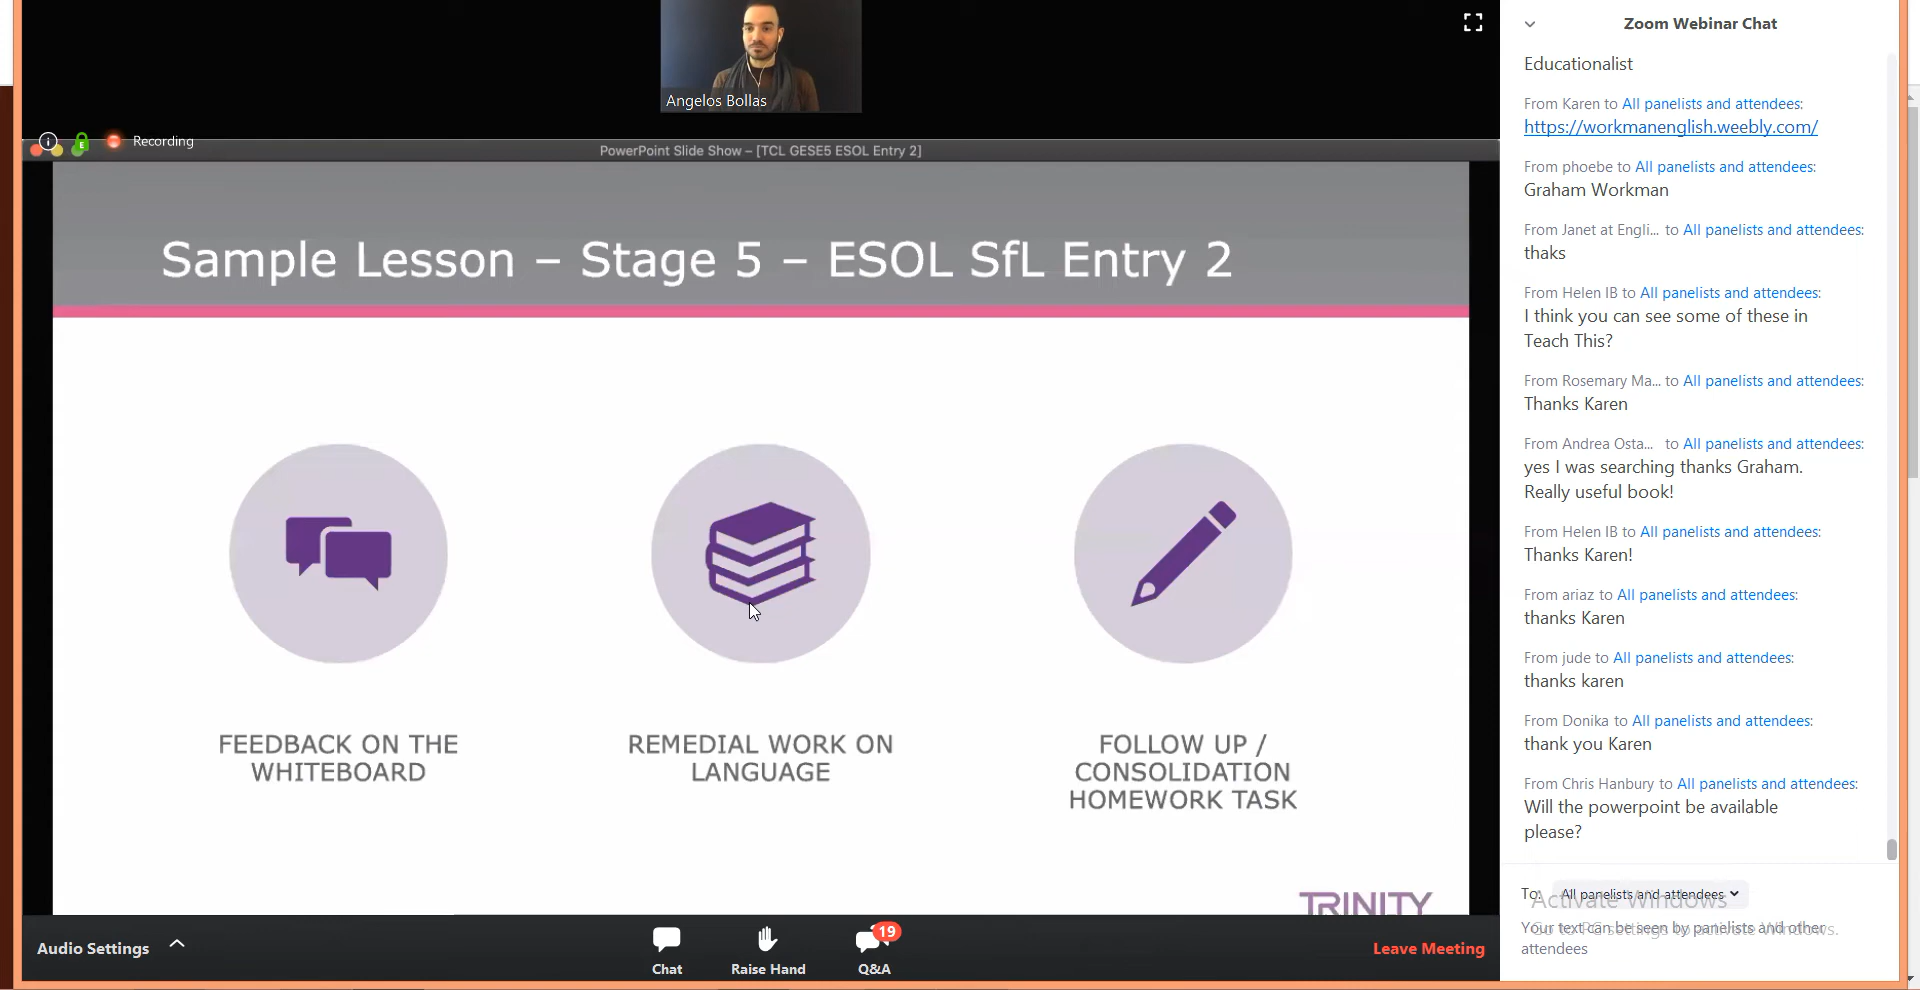 Angelos Bollas
Recording
PowerPoint Slide Show – [TCL GESE5 ESOL Entry 2]
Sample Lesson – Stage 5 – ESOL SfL Entry 2
FEEDBACK ON THE
WHITEBOARD
REMEDIAL WORK ON
LANGUAGE
FOLLOW UP /
CONSOLIDATION
HOMEWORK TASK
TRINITY
Audio Settings
Chat
Raise Hand
19
Q&A
Leave Meeting
Zoom Webinar Chat
Educationalist
From Karen to All panelists and attendees:
https://workmanenglish.weebly.com/
From phoebe to All panelists and attendees:
Graham Workman
From Janet at Engli... to All panelists and attendees:
thaks
From Helen IB to All panelists and attendees:
I think you can see some of these in
Teach This?
From Rosemary Ma... to All panelists and attendees:
Thanks Karen
From Andrea Osta... to All panelists and attendees:
yes I was searching thanks Graham.
Really useful book!
From Helen IB to All panelists and attendees:
Thanks Karen!
From ariaz to All panelists and attendees:
thanks Karen
From jude to All panelists and attendees:
thanks karen
From Donika to All panelists and attendees:
thank you Karen
From Chris Hanbury to All panelists and attendees:
Will the powerpoint be available
please?
To: All panelists and attendees
Activate Windows
Your text can be seen by panelists and other
attendees
Go to PC settings to activate Windows.